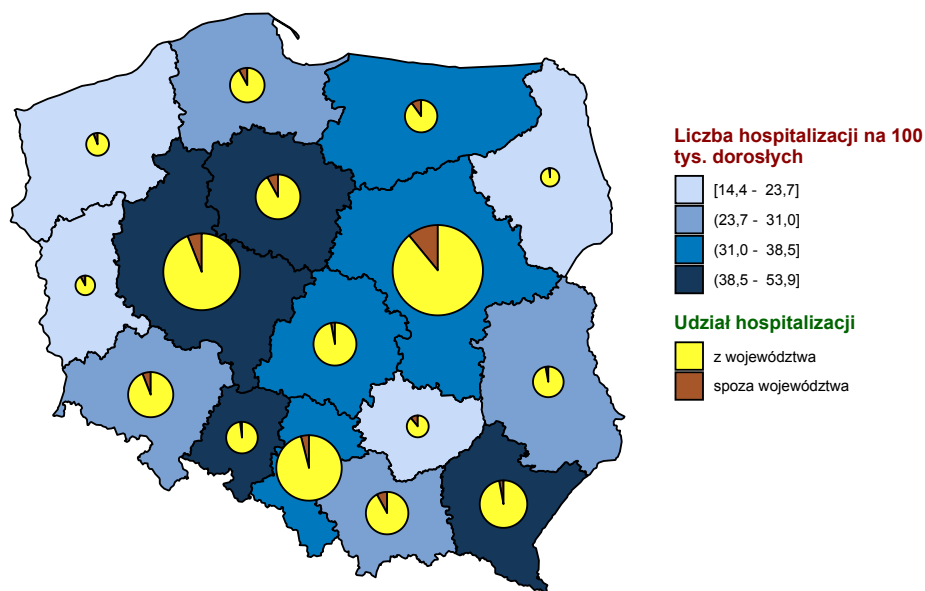 Liczba hospitalizacji na 100
tys. dorosłych
[14,4 - 23,7]
(23,7 - 31,0]
(31,0 - 38,5]
(38,5 - 53,9]
Udział hospitalizacji
z województwa
spoza województwa